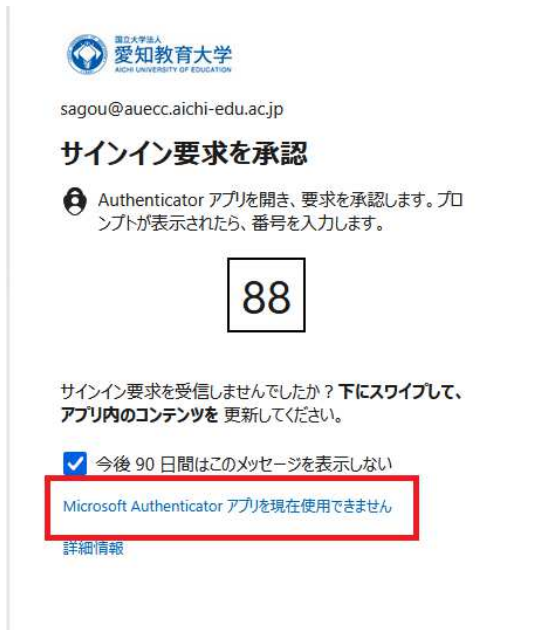 国立大学法人
愛知教育大学
AICHI UNIVERSITY OF EDUCATION
sagou@auecc.aichi-edu.ac.jp
サインイン要求を承認
Authenticator アプリを開き、要求を承認します。プロ
ンプトが表示されたら、番号を入力します。
88
サインイン要求を受信しませんでしたか？下にスワイプして、
アプリ内のコンテンツを 更新してください。
今後 90 日間はこのメッセージを表示しない
Microsoft Authenticator アプリを現在使用できません
詳細情報